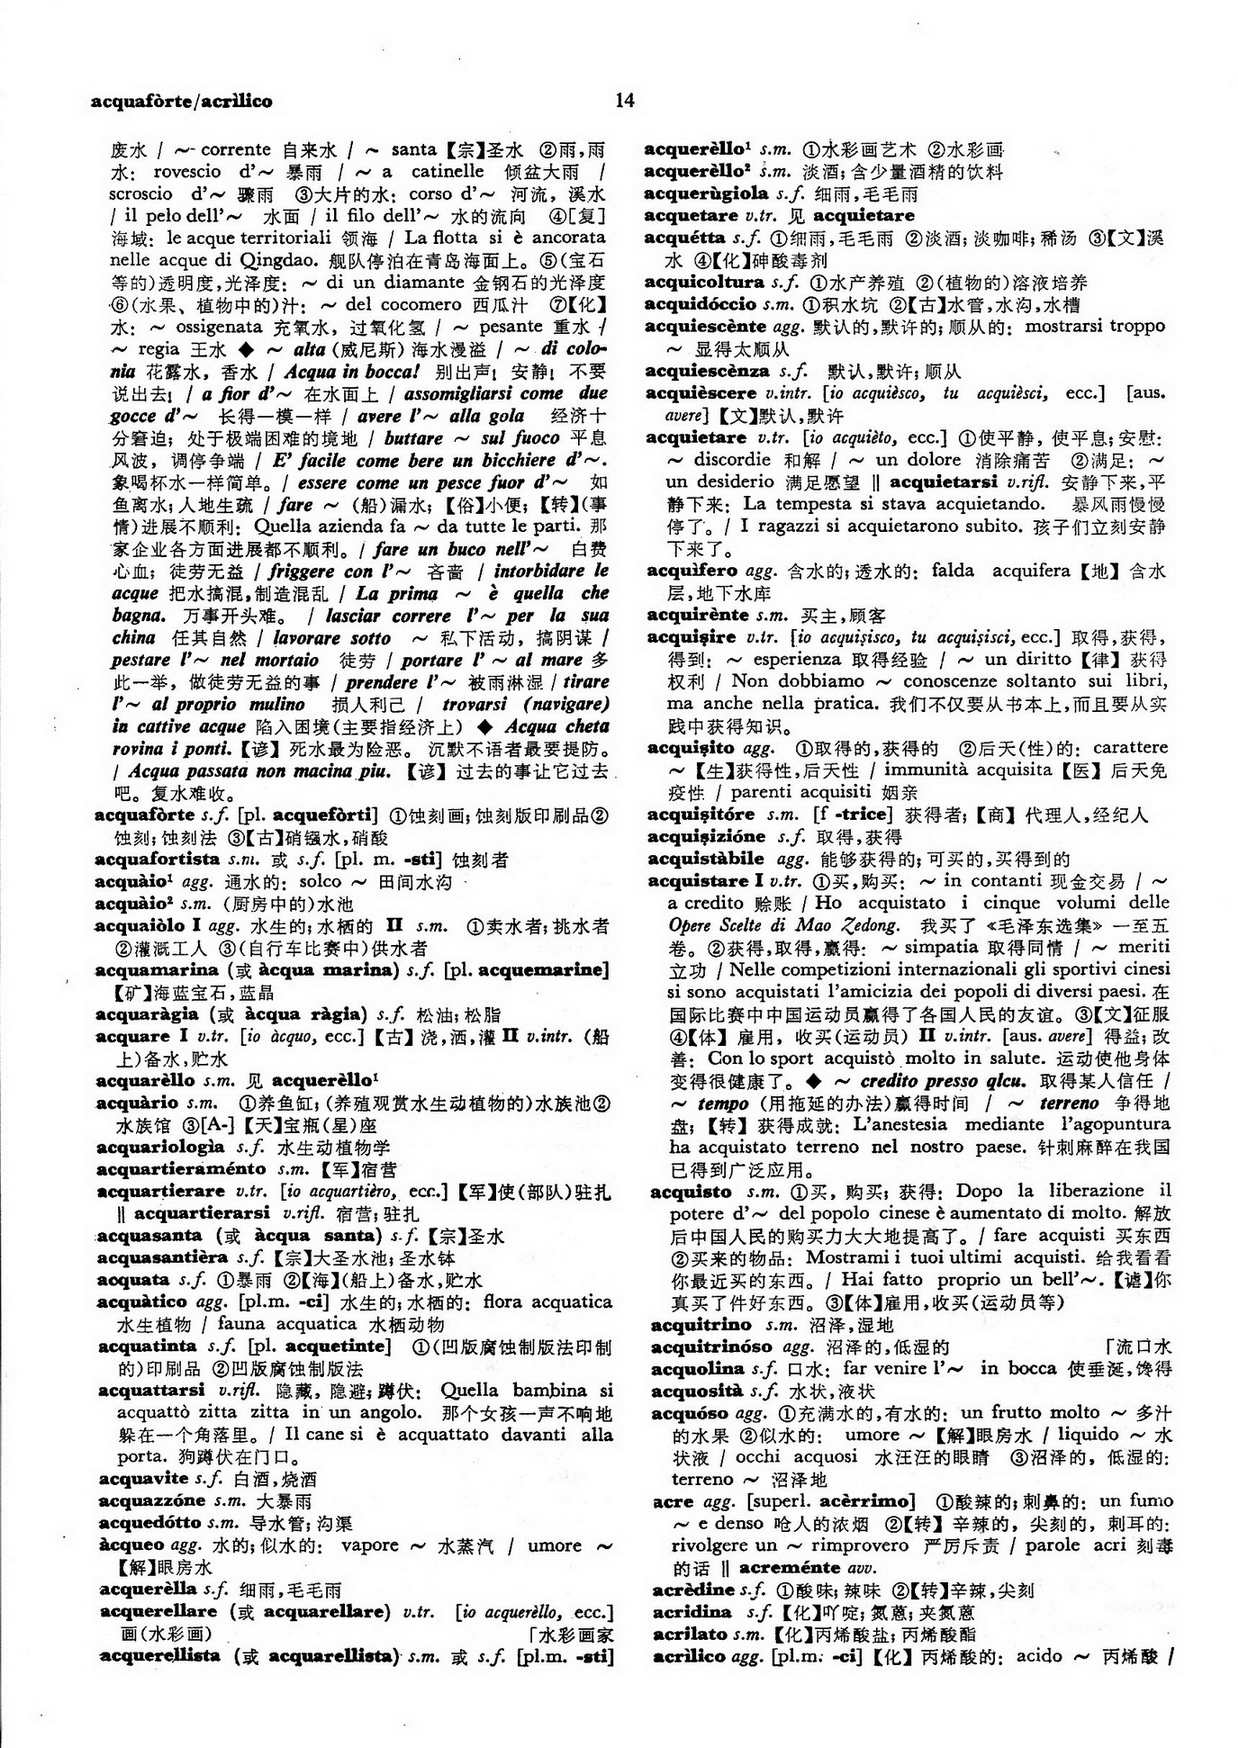 acquafòrte/acrìlico
14
废水 / ～ corrente 自来水 / ～ santa【宗】圣水 ②雨,雨
水: rovescio d'～ 暴雨 / ～ a catinelle 倾盆大雨 /
scroscio d'～ 骤雨 ③大片的水: corso d'～ 河流, 溪水
/ il pelo dell'～ 水面 / il filo dell'～ 水的流向 ④[复]
海域: le acque territoriali 领海 / La flotta si è ancorata
nelle acque di Qingdao. 舰队停泊在青岛海面上。⑤(宝石
等的)透明度,光泽度: ～ di un diamante 金钢石的光泽度
⑥(水果、植物中的)汁: ～ del cocomero 西瓜汁 ⑦【化】
水: ～ ossigenata 充氧水, 过氧化氢 / ～ pesante 重水 /
～ regia 王水 ◆ ～ alta (威尼斯) 海水漫溢 / ～ di colo-
nia 花露水, 香水 / Acqua in bocca! 别出声! 安静! 不要
说出去! / a fior d'～ 在水面上 / assomigliarsi come due
gocce d'～ 长得一模一样 / avere l'～ alla gola 经济十
分窘迫; 处于极端困难的境地 / buttare ～ sul fuoco 平息
风波, 调停争端 / E' facile come bere un bicchiere d'～.
象喝杯水一样简单。/ essere come un pesce fuor d'～ 如
鱼离水;人地生疏 / fare ～ (船)漏水;【俗】小便;【转】(事
情)进展不顺利: Quella azienda fa ～ da tutte le parti. 那
家企业各方面进展都不顺利。/ fare un buco nell'～ 白费
心血; 徒劳无益 / friggere con l'～ 吝啬 / intorbidare le
acque 把水搞混,制造混乱 / La prima ～ è quella che
bagna. 万事开头难。 / lasciar correre l'～ per la sua
china 任其自然 / lavorare sotto ～ 私下活动, 搞阴谋 /
pestare l'～ nel mortaio 徒劳 / portare l' ～ al mare 多
此一举, 做徒劳无益的事 / prendere l'～ 被雨淋湿 / tirare
l'～ al proprio mulino 损人利己 / trovarsi (navigare)
in cattive acque 陷入困境(主要指经济上) ◆ Acqua cheta
rovina i ponti.【谚】死水最为险恶。 沉默不语者最要提防。
/ Acqua passata non macina piu. 【谚】过去的事让它过去
吧。复水难收。
acquafòrte s.f. [pl. acquefòrti] ①蚀刻画;蚀刻版印刷品②
蚀刻;蚀刻法 ③【古】硝镪水,硝酸
acquafortista s.m. 或 s.f. [pl. m. -sti] 蚀刻者
acquàio¹ agg. 通水的: solco ～ 田间水沟
acquàio² s.m. (厨房中的)水池
acquaiòlo I agg. 水生的;水栖的 II s.m. ①卖水者;挑水者
②灌溉工人 ③(自行车比赛中)供水者
acquamarina (或 àcqua marina) s.f. [pl. acquemarine]
【矿】海蓝宝石,蓝晶
acquaràgia (或 àcqua ràgia) s.f. 松油;松脂
acquare I v.tr. [io àcquo, ecc.]【古】浇,洒,灌 II v.intr. (船
上)备水,贮水
acquarèllo s.m. 见 acquerèllo¹
acquàrio s.m. ①养鱼缸;(养殖观赏水生动植物的)水族池②
水族馆 ③[A-]【天】宝瓶(星)座
acquariologìa s.f. 水生动植物学
acquartieraménto s.m.【军】宿营
acquartierare v.tr. [io acquartièro, ecc.]【军】使(部队)驻扎
‖ acquartierarsi v.rifl. 宿营;驻扎
acquasanta (或 àcqua santa) s.f.【宗】圣水
acquasantièra s.f.【宗】大圣水池;圣水钵
acquata s.f. ①暴雨 ②【海】(船上)备水,贮水
acquàtico agg. [pl.m. -ci] 水生的;水栖的: flora acquatica
水生植物 / fauna acquatica 水栖动物
acquatinta s.f. [pl. acquetinte] ①(凹版腐蚀制版法印制
的)印刷品 ②凹版腐蚀制版法
acquattarsi v.rifl. 隐藏, 隐避; 蹲伏: Quella bambina si
acquattò zitta zitta in un angolo. 那个女孩一声不响地
躲在一个角落里。/ Il cane si è acquattato davanti alla
porta. 狗蹲伏在门口。
acquavite s.f. 白酒,烧酒
acquazzóne s.m. 大暴雨
acquedótto s.m. 导水管;沟渠
àcqueo agg. 水的;似水的: vapore ～ 水蒸汽 / umore ～
【解】眼房水
acquerèlla s.f. 细雨,毛毛雨
acquerellare (或 acquarellare) v.tr. [io acquerèllo, ecc.]
画(水彩画) 「水彩画家
acquerellista (或 acquarellista) s.m. 或 s.f. [pl.m. -sti]
acquerèllo¹ s.m. ①水彩画艺术 ②水彩画
acquerèllo² s.m. 淡酒;含少量酒精的饮料
acquerùgiola s.f. 细雨,毛毛雨
acquetare v.tr. 见 acquietare
acquétta s.f. ①细雨,毛毛雨 ②淡酒;淡咖啡;稀汤 ③【文】溪
水 ④【化】砷酸毒剂
acquicoltura s.f. ①水产养殖 ②(植物的)溶液培养
acquidóccio s.m. ①积水坑 ②【古】水管,水沟,水槽
acquiescènte agg. 默认的,默许的;顺从的: mostrarsi troppo
～ 显得太顺从
acquiescènza s.f. 默认,默许;顺从
acquièscere v.intr. [io acquièsco, tu acquièsci, ecc.] [aus.
avere]【文】默认,默许
acquietare v.tr. [io acquièto, ecc.] ①使平静, 使平息;安慰:
～ discordie 和解 / ～ un dolore 消除痛苦 ②满足: ～
un desiderio 满足愿望 ‖ acquietarsi v.rifl. 安静下来,平
静下来: La tempesta si stava acquietando. 暴风雨慢慢
停了。/ I ragazzi si acquietarono subito. 孩子们立刻安静
下来了。
acquìfero agg. 含水的;透水的: falda acquifera【地】含水
层,地下水库
acquirènte s.m. 买主,顾客
acquiṣire v.tr. [io acquiṣisco, tu acquiṣisci, ecc.] 取得,获得,
得到: ～ esperienza 取得经验 / ～ un diritto【律】获得
权利 / Non dobbiamo ～ conoscenze soltanto sui libri,
ma anche nella pratica. 我们不仅要从书本上,而且要从实
践中获得知识。
acquiṣito agg. ①取得的,获得的 ②后天(性)的: carattere
～【生】获得性,后天性 / immunità acquisita【医】后天免
疫性 / parenti acquisiti 姻亲
acquiṣitóre s.m. [f -trice] 获得者;【商】代理人,经纪人
acquiṣizióne s.f. 取得,获得
acquistàbile agg. 能够获得的;可买的,买得到的
acquistare I v.tr. ①买,购买: ～ in contanti 现金交易 / ～
a credito 赊账 / Ho acquistato i cinque volumi delle
Opere Scelte di Mao Zedong. 我买了《毛泽东选集》一至五
卷。②获得,取得,赢得: ～ simpatia 取得同情 / ～ meriti
立功 / Nelle competizioni internazionali gli sportivi cinesi
si sono acquistati l'amicizia dei popoli di diversi paesi. 在
国际比赛中中国运动员赢得了各国人民的友谊。③【文】征服
④【体】雇用, 收买(运动员) II v.intr. [aus. avere] 得益;改
善: Con lo sport acquistò molto in salute. 运动使他身体
变得很健康了。◆ ～ credito presso qlcu. 取得某人信任 /
～ tempo (用拖延的办法)赢得时间 / ～ terreno 争得地
盘;【转】获得成就: L'anestesia mediante l'agopuntura
ha acquistato terreno nel nostro paese. 针刺麻醉在我国
已得到广泛应用。
acquisto s.m. ①买, 购买; 获得: Dopo la liberazione il
potere d'～ del popolo cinese è aumentato di molto. 解放
后中国人民的购买力大大地提高了。/ fare acquisti 买东西
②买来的物品: Mostrami i tuoi ultimi acquisti. 给我看看
你最近买的东西。/ Hai fatto proprio un bell'～.【谑】你
真买了件好东西。③【体】雇用,收买(运动员等)
acquitrino s.m. 沼泽,湿地
acquitrinóso agg. 沼泽的,低湿的 「流口水
acquolina s.f. 口水: far venire l'～ in bocca 使垂涎,馋得
acquosità s.f. 水状,液状
acquóso agg. ①充满水的,有水的: un frutto molto ～ 多汁
的水果 ②似水的: umore ～【解】眼房水 / liquido ～ 水
状液 / occhi acquosi 水汪汪的眼睛 ③沼泽的, 低湿的:
terreno ～ 沼泽地
acre agg. [superl. acèrrimo] ①酸辣的;刺鼻的: un fumo
～ e denso 呛人的浓烟 ②【转】辛辣的, 尖刻的, 刺耳的:
rivolgere un ～ rimprovero 严厉斥责 / parole acri 刻毒
的话 ‖ acreménte avv.
acrèdine s.f. ①酸味;辣味 ②【转】辛辣,尖刻
acridina s.f.【化】吖啶;氮蒽;夹氮蒽
acrilato s.m.【化】丙烯酸盐;丙烯酸酯
acrìlico agg. [pl.m. -ci]【化】丙烯酸的: acido ～ 丙烯酸 /